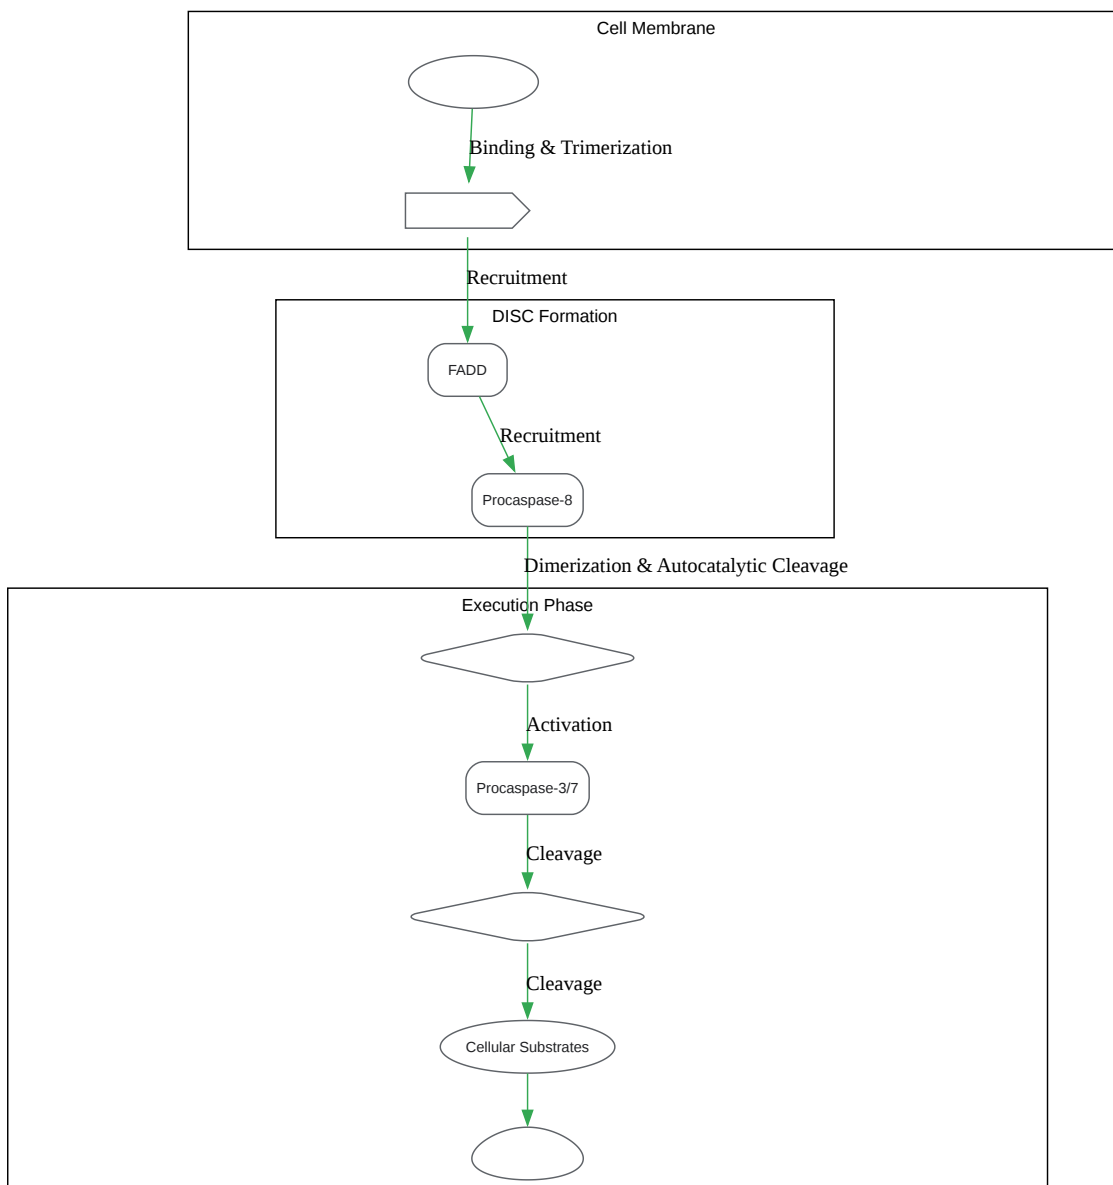 Cell Membrane
Binding & Trimerization
Recruitment
DISC Formation
FADD
Recruitment
Procaspase-8
Dimerization & Autocatalytic Cleavage
Execution Phase
Activation
Procaspase-3/7
Cleavage
Cleavage
Cellular Substrates